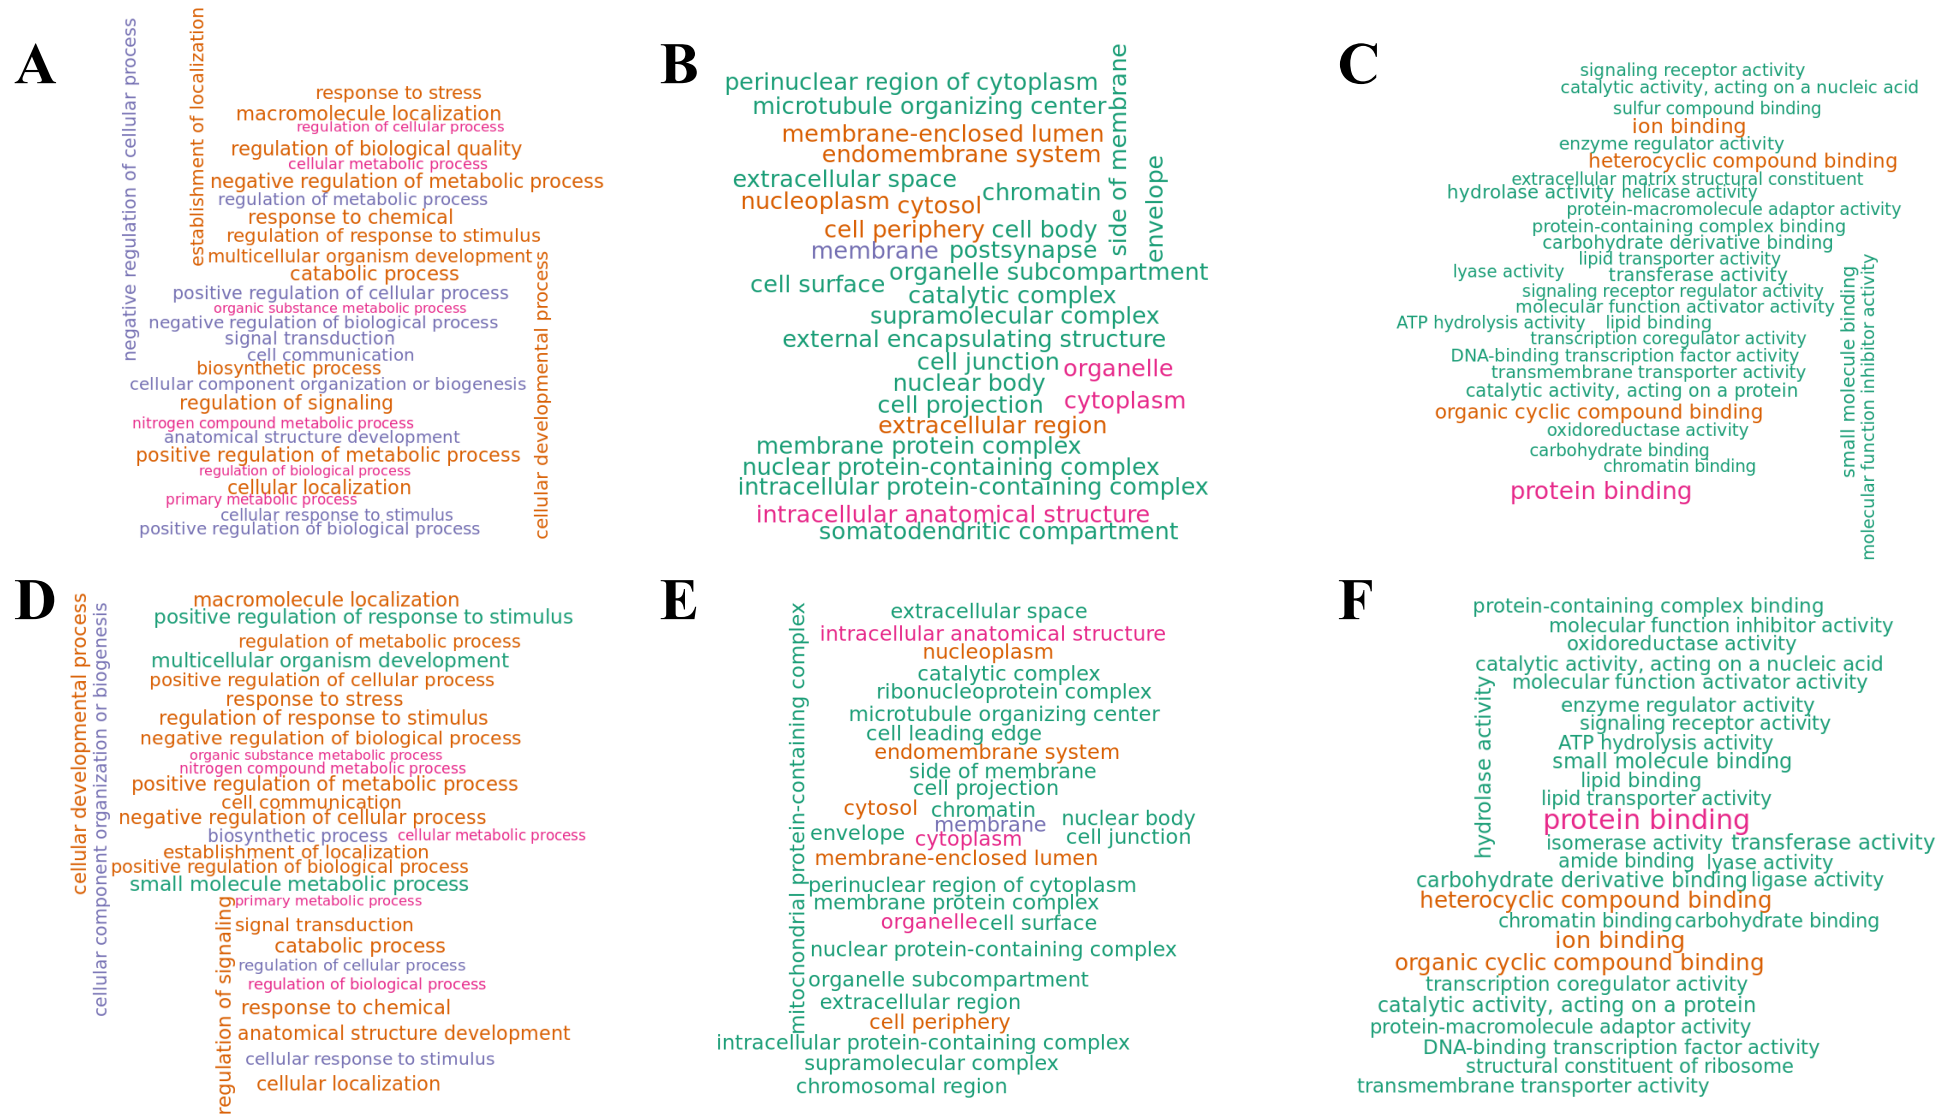 A
negative regulation of cellular process
establishment of localization
response to stress
macromolecule localization
regulation of cellular process
regulation of biological quality
cellular metabolic process
negative regulation of metabolic process
regulation of metabolic process
response to chemical
regulation of response to stimulus
multicellular organism development
catabolic process
positive regulation of cellular process
organic substance metabolic process
negative regulation of biological process
signal transduction
cell communication
biosynthetic process
cellular component organization or biogenesis
regulation of signaling
nitrogen compound metabolic process
anatomical structure development
positive regulation of metabolic process
regulation of biological process
cellular localization
primary metabolic process
cellular response to stimulus
positive regulation of biological process
cellular developmental process
B
perinuclear region of cytoplasm
microtubule organizing center
membrane-enclosed lumen
endomembrane system
extracellular space
chromatin
nucleoplasm
cytosol
cell periphery
cell body
membrane
postsynapse
side of membrane
envelope
organelle subcompartment
cell surface
catalytic complex
supramolecular complex
external encapsulating structure
cell junction
organelle
nuclear body
cytoplasm
cell projection
extracellular region
membrane protein complex
nuclear protein-containing complex
intracellular protein-containing complex
intracellular anatomical structure
somatodendritic compartment
C
signaling receptor activity
catalytic activity, acting on a nucleic acid
sulfur compound binding
ion binding
enzyme regulator activity
heterocyclic compound binding
extracellular matrix structural constituent
hydrolase activity
helicase activity
protein-macromolecule adaptor activity
protein-containing complex binding
carbohydrate derivative binding
lipid transporter activity
lyase activity
transferase activity
signaling receptor regulator activity
molecular function activator activity
ATP hydrolysis activity
lipid binding
transcription coregulator activity
DNA-binding transcription factor activity
transmembrane transporter activity
catalytic activity, acting on a protein
organic cyclic compound binding
oxidoreductase activity
carbohydrate binding
chromatin binding
protein binding
small molecule binding
molecular function inhibitor activity
D
cellular developmental process
cellular component organization or biogenesis
macromolecule localization
positive regulation of response to stimulus
regulation of metabolic process
multicellular organism development
positive regulation of cellular process
response to stress
regulation of response to stimulus
negative regulation of biological process
organic substance metabolic process
nitrogen compound metabolic process
positive regulation of metabolic process
cell communication
negative regulation of cellular process
biosynthetic process
cellular metabolic process
establishment of localization
positive regulation of biological process
small molecule metabolic process
primary metabolic process
regulation of signaling
signal transduction
catabolic process
regulation of cellular process
regulation of biological process
response to chemical
anatomical structure development
cellular response to stimulus
cellular localization
E
mitochondrial protein-containing complex
extracellular space
intracellular anatomical structure
nucleoplasm
catalytic complex
ribonucleoprotein complex
microtubule organizing center
cell leading edge
endomembrane system
side of membrane
cell projection
cytosol
chromatin
nuclear body
membrane
envelope
cytoplasm
cell junction
membrane-enclosed lumen
perinuclear region of cytoplasm
membrane protein complex
organelle
cell surface
nuclear protein-containing complex
organelle subcompartment
extracellular region
cell periphery
intracellular protein-containing complex
supramolecular complex
chromosomal region
F
protein-containing complex binding
molecular function inhibitor activity
oxidoreductase activity
catalytic activity, acting on a nucleic acid
molecular function activator activity
hydrolase activity
enzyme regulator activity
signaling receptor activity
ATP hydrolysis activity
small molecule binding
lipid binding
lipid transporter activity
protein binding
isomerase activity
transferase activity
amide binding
lyase activity
carbohydrate derivative binding
ligase activity
heterocyclic compound binding
chromatin binding
carbohydrate binding
ion binding
organic cyclic compound binding
transcription coregulator activity
catalytic activity, acting on a protein
protein-macromolecule adaptor activity
DNA-binding transcription factor activity
structural constituent of ribosome
transmembrane transporter activity